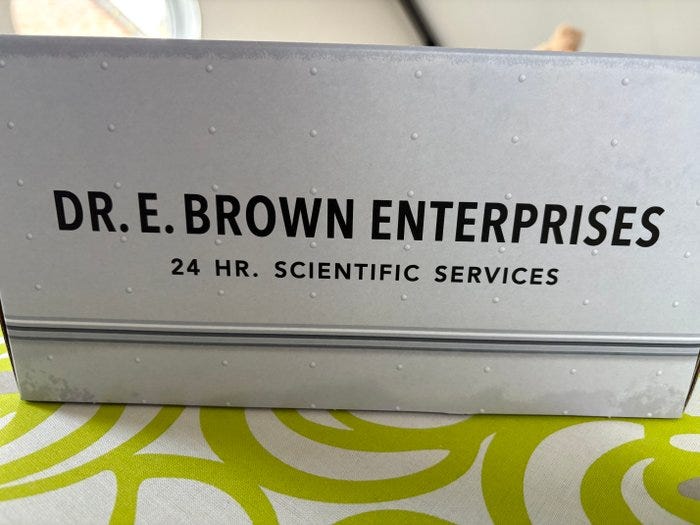 DR. E. BROWN ENTERPRISES
24 HR. SCIENTIFIC SERVICES